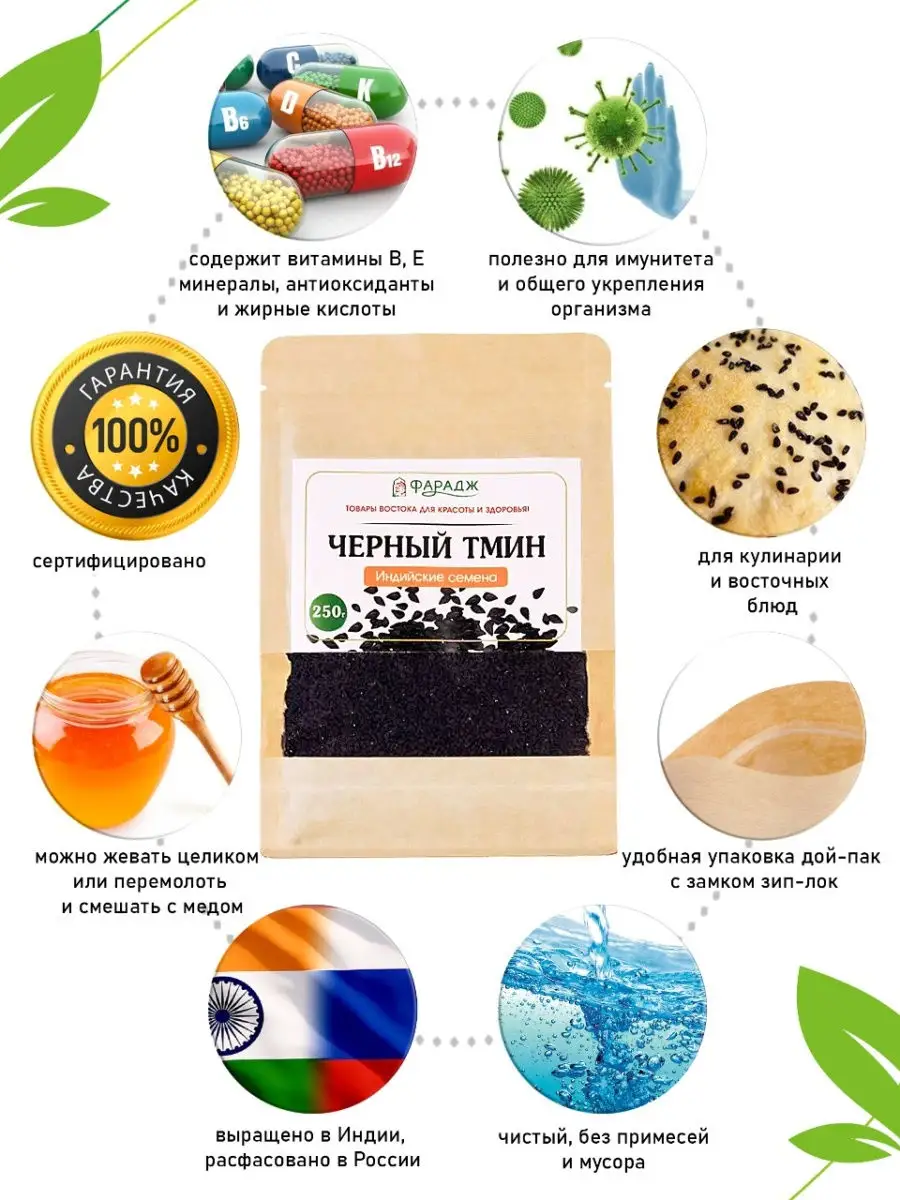 C
K
D
B6
B12
содержит витамины B, E
минералы, антиоксиданты
и жирные кислоты
полезно для имунитета
и общего укрепления
организма
ГАРАНТИЯ
100%
КАЧЕСТВА
сертифицировано
ФАРАДЖ
ТОВАРЫ ВОСТОКА ДЛЯ КРАСОТЫ И ЗДОРОВЬЯ!
ЧЕРНЫЙ ТМИН
Индийские семена
250г
для кулинарии
и восточных
блюд
можно жевать целиком
или перемолоть
и смешать с медом
удобная упаковка дой-пак
с замком зип-лок
выращено в Индии,
расфасовано в России
чистый, без примесей
и мусора